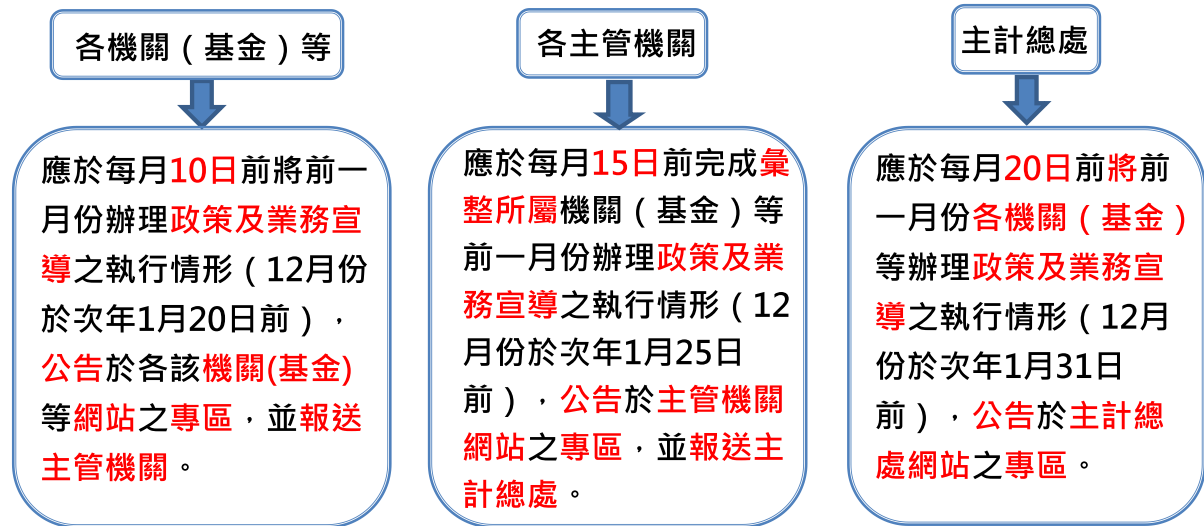 各機關（基金）等
應於每月10日前將前一
月份辦理政策及業務宣
導之執行情形（12月份
於次年1月20日前），
公告於各該機關(基金)
等網站之專區，並報送
主管機關。
各主管機關
應於每月15日前完成彙
整所屬機關（基金）等
前一月份辦理政策及業
務宣導之執行情形（12
月份於次年1月25日
前），公告於主管機關
網站之專區，並報送主
計總處。
主計總處
應於每月20日前將前
一月份各機關（基金）
等辦理政策及業務宣
導之執行情形（12月
份於次年1月31日
前），公告於主計總
處網站之專區。